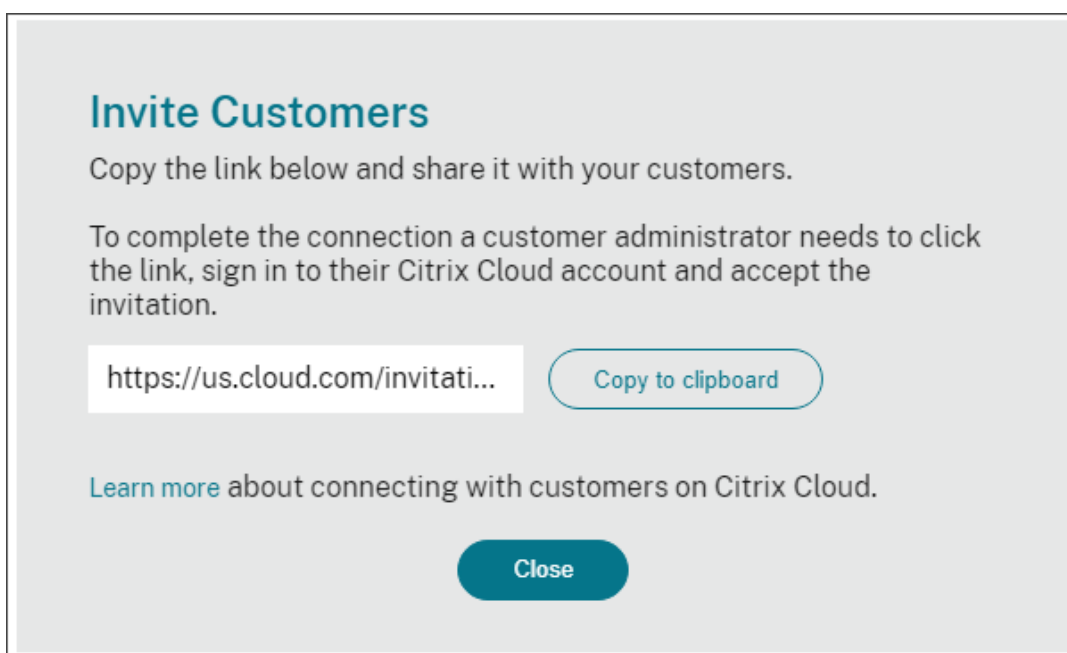 Invite Customers
Copy the link below and share it with your customers.
To complete the connection a customer administrator needs to click
the link, sign in to their Citrix Cloud account and accept the
invitation.
https://us.cloud.com/invitati... Copy to clipboard
Learn more about connecting with customers on Citrix Cloud.
Close